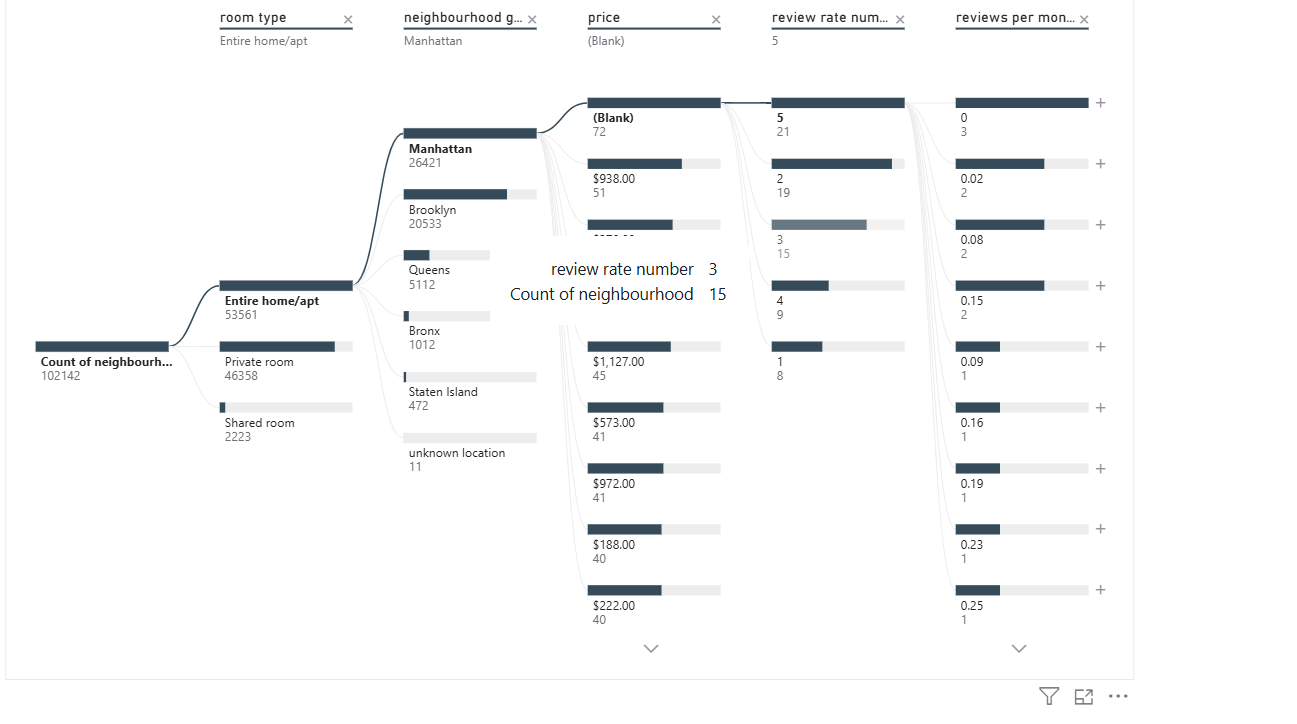 room type
Entire home/apt
neighbourhood g...
Manhattan
price
(Blank)
review rate num...
5
reviews per mon...
5
Count of neighbourh...
102142
Entire home/apt
53561
Private room
46358
Shared room
2223
Manhattan
26421
Brooklyn
20533
Queens
5112
Bronx
1012
Staten Island
472
unknown location
11
(Blank)
72
$938.00
51
$1,127.00
45
$573.00
41
$972.00
41
$188.00
40
$222.00
40
review rate number 3
Count of neighbourhood 15
5
21
2
19
3
15
4
9
1
8
0
3
0.02
2
0.08
2
0.15
2
0.09
1
0.16
1
0.19
1
0.23
1
0.25
1